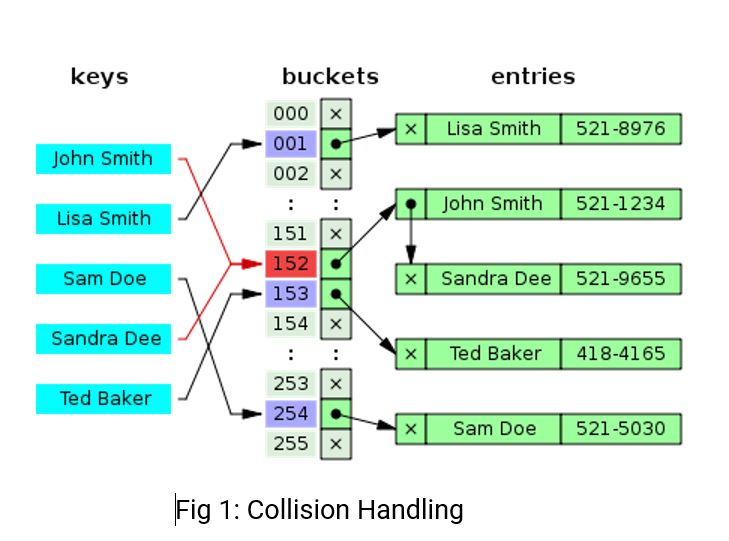 keys
buckets
entries
John Smith
Lisa Smith
Sam Doe
Sandra Dee
Ted Baker
000 ×
001
002 ×
: :
151 ×
152
153
154 ×
: :
253 ×
254
255 ×
× Lisa Smith 521-8976
John Smith 521-1234
× Sandra Dee 521-9655
× Ted Baker 418-4165
× Sam Doe 521-5030
Fig 1: Collision Handling